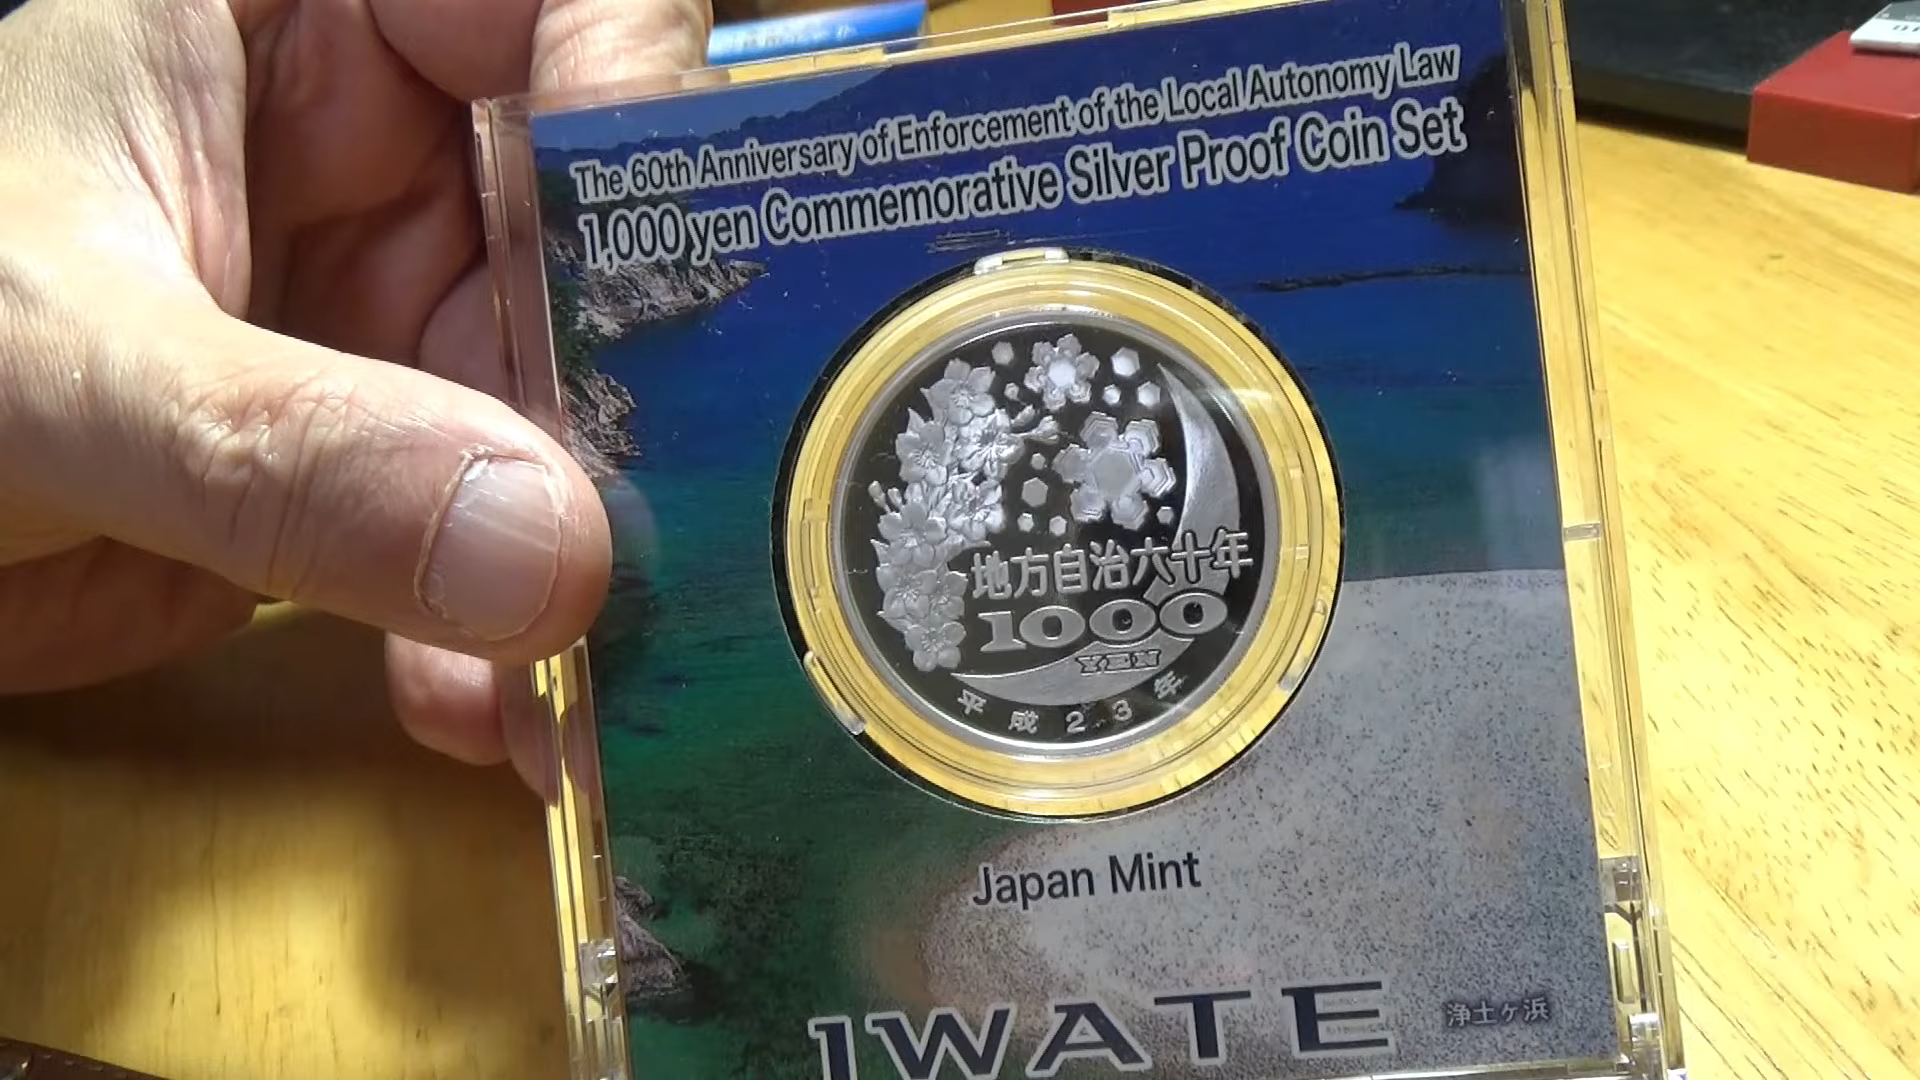 The 60th Anniversary of Enforcement of the Local Autonomy Law
1,000 yen Commemorative Silver Proof Coin Set
地方自治六十年
1000
YEN
平成23年
Japan Mint
IWATE
浄土ヶ浜